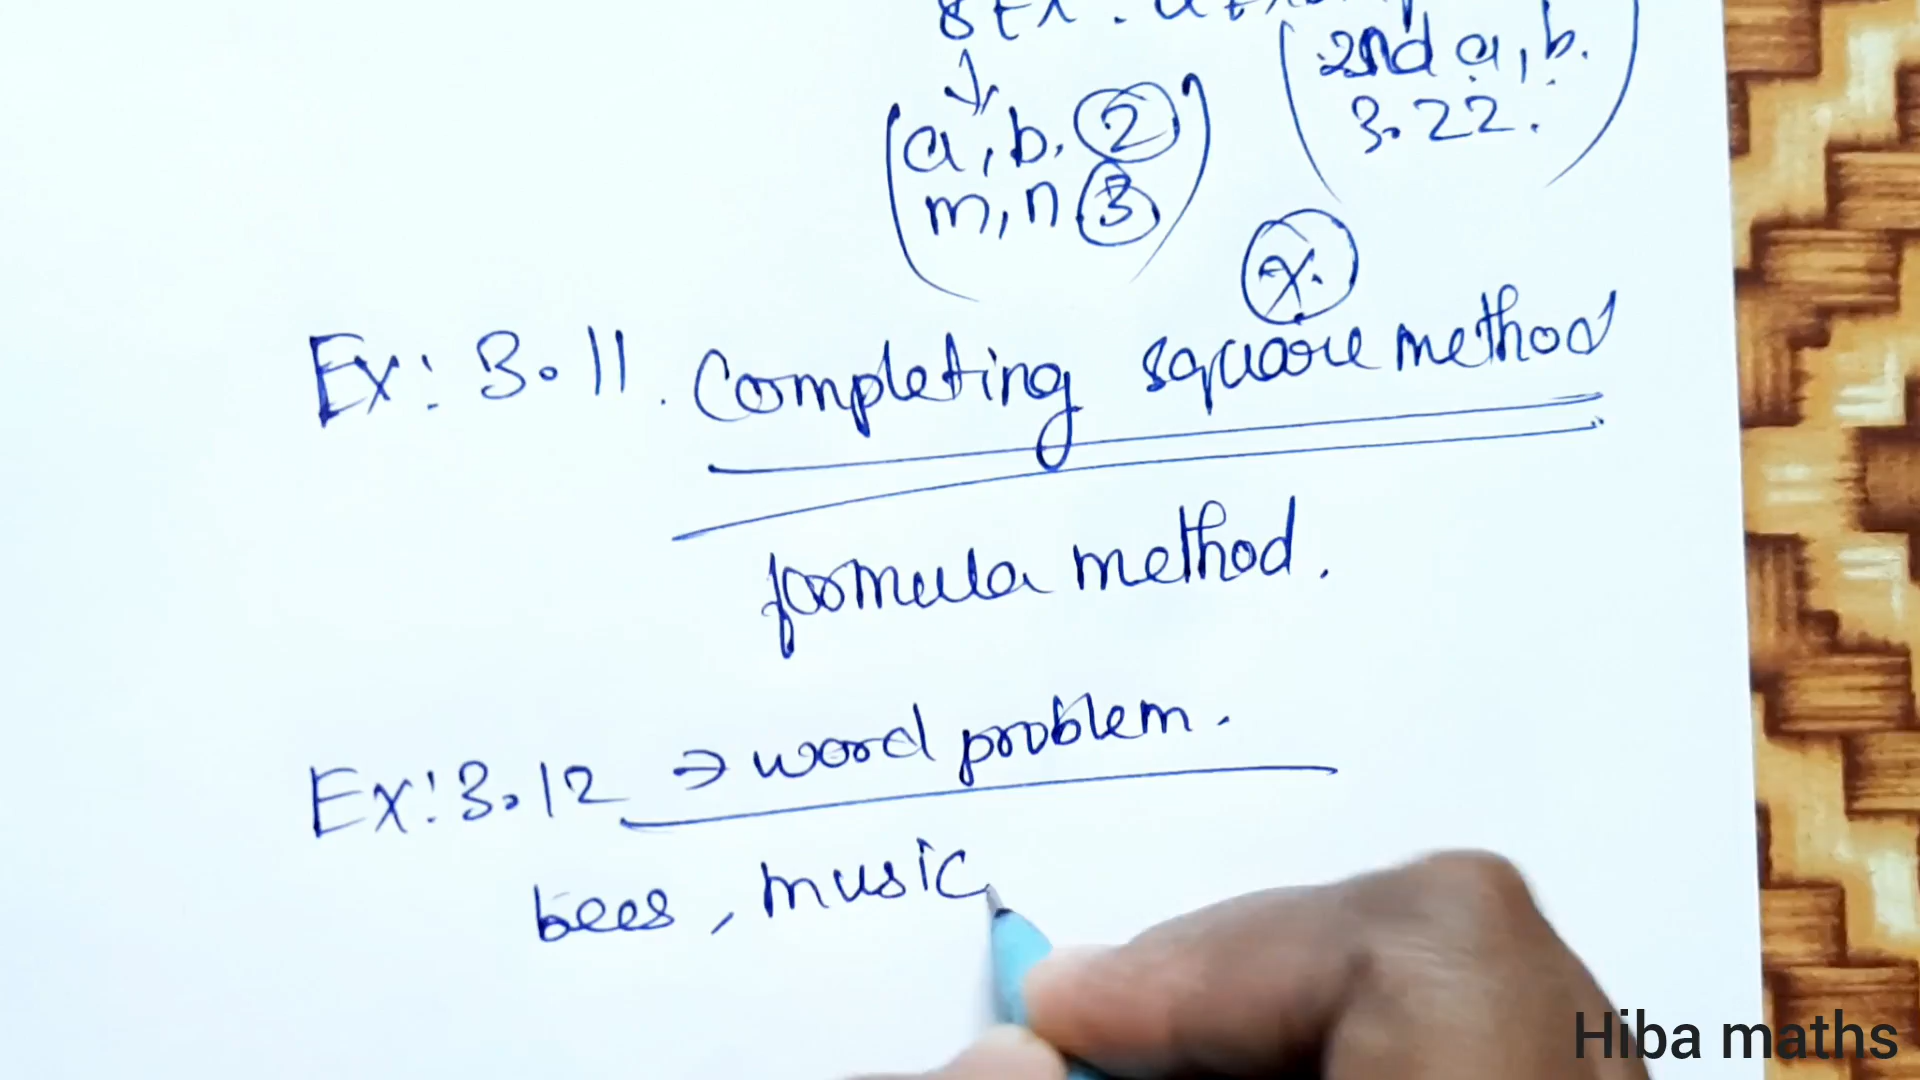 2nd a, b.
3.22.
a, b. 2
m, n 3
x.
Ex: 3.11. Completing square method
formula method.
Ex: 3.12 → word problem.
bees, music
Hiba maths